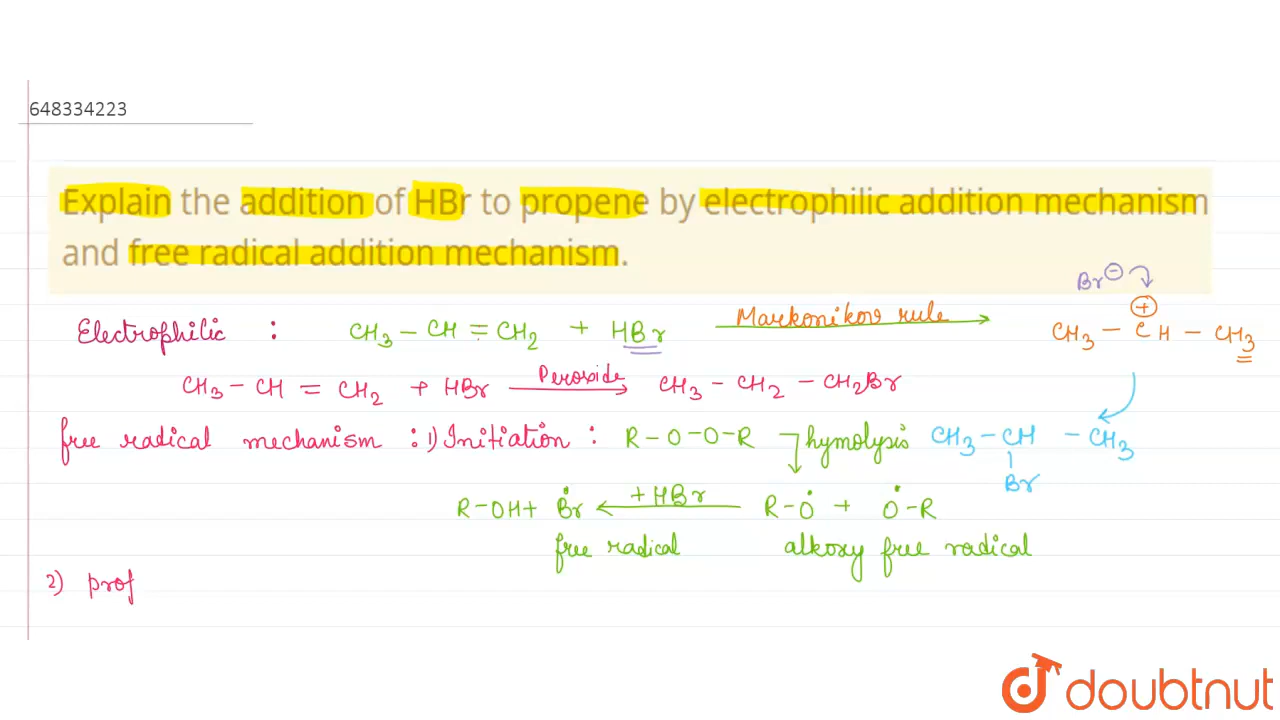 648334223
Explain the addition of HBr to propene by electrophilic addition mechanism
and free radical addition mechanism.
Br⊖
Electrophilic : CH3 – CH = CH2 + HBr Markonikov rule CH3 – ⊕CH – CH3
CH3 – CH = CH2 + HBr Peroxide CH3 – CH2 – CH2Br
free radical mechanism : 1) Initiation : R – O – O – R hymolysis CH3 – CH – CH3
Br
R – OH + Ḃr + HBr R – Ȯ + Ȯ – R
free radical alkoxy free radical
2) prof
doubtnut